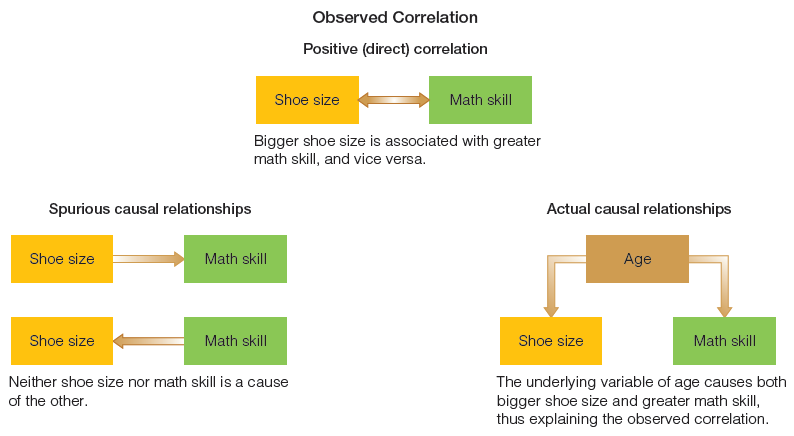 Observed Correlation
Positive (direct) correlation
Shoe size
Math skill
Bigger shoe size is associated with greater
math skill, and vice versa.
Spurious causal relationships
Shoe size
Math skill
Shoe size
Math skill
Neither shoe size nor math skill is a cause
of the other.
Actual causal relationships
Age
Shoe size
Math skill
The underlying variable of age causes both
bigger shoe size and greater math skill,
thus explaining the observed correlation.